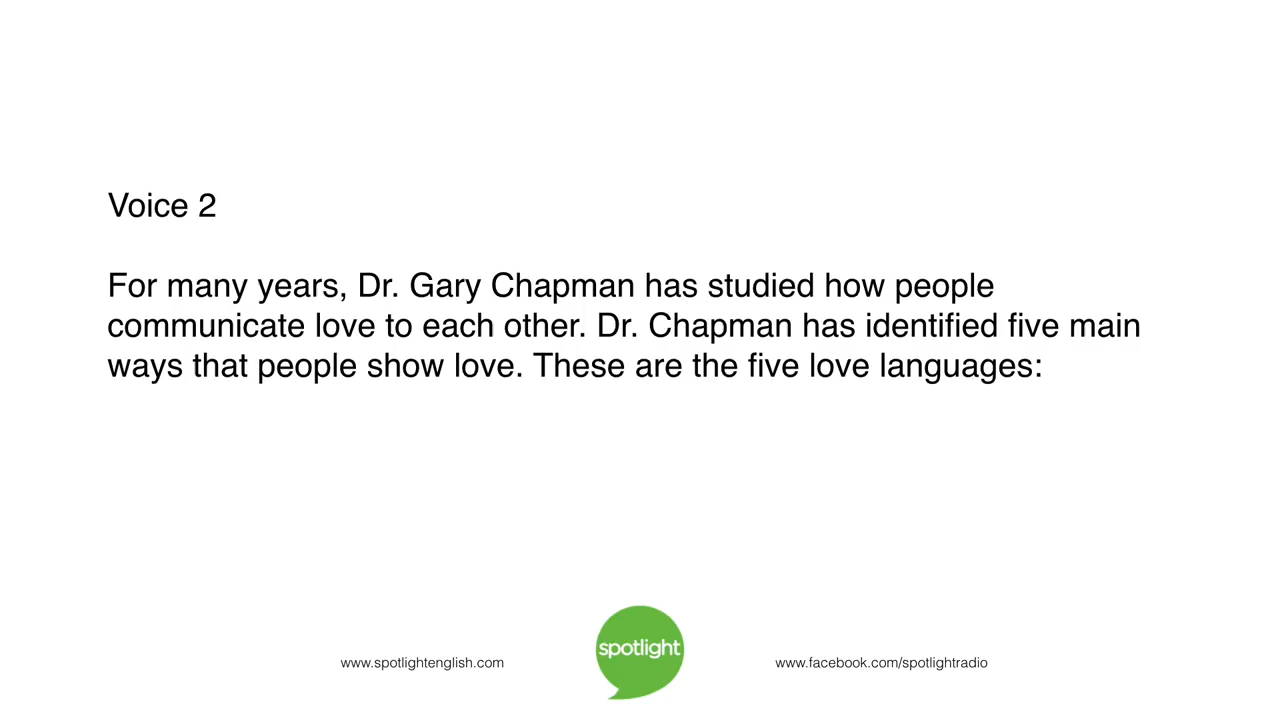 Voice 2
For many years, Dr. Gary Chapman has studied how people
communicate love to each other. Dr. Chapman has identified five main
ways that people show love. These are the five love languages:
spotlight
www.spotlightenglish.com
www.facebook.com/spotlightradio